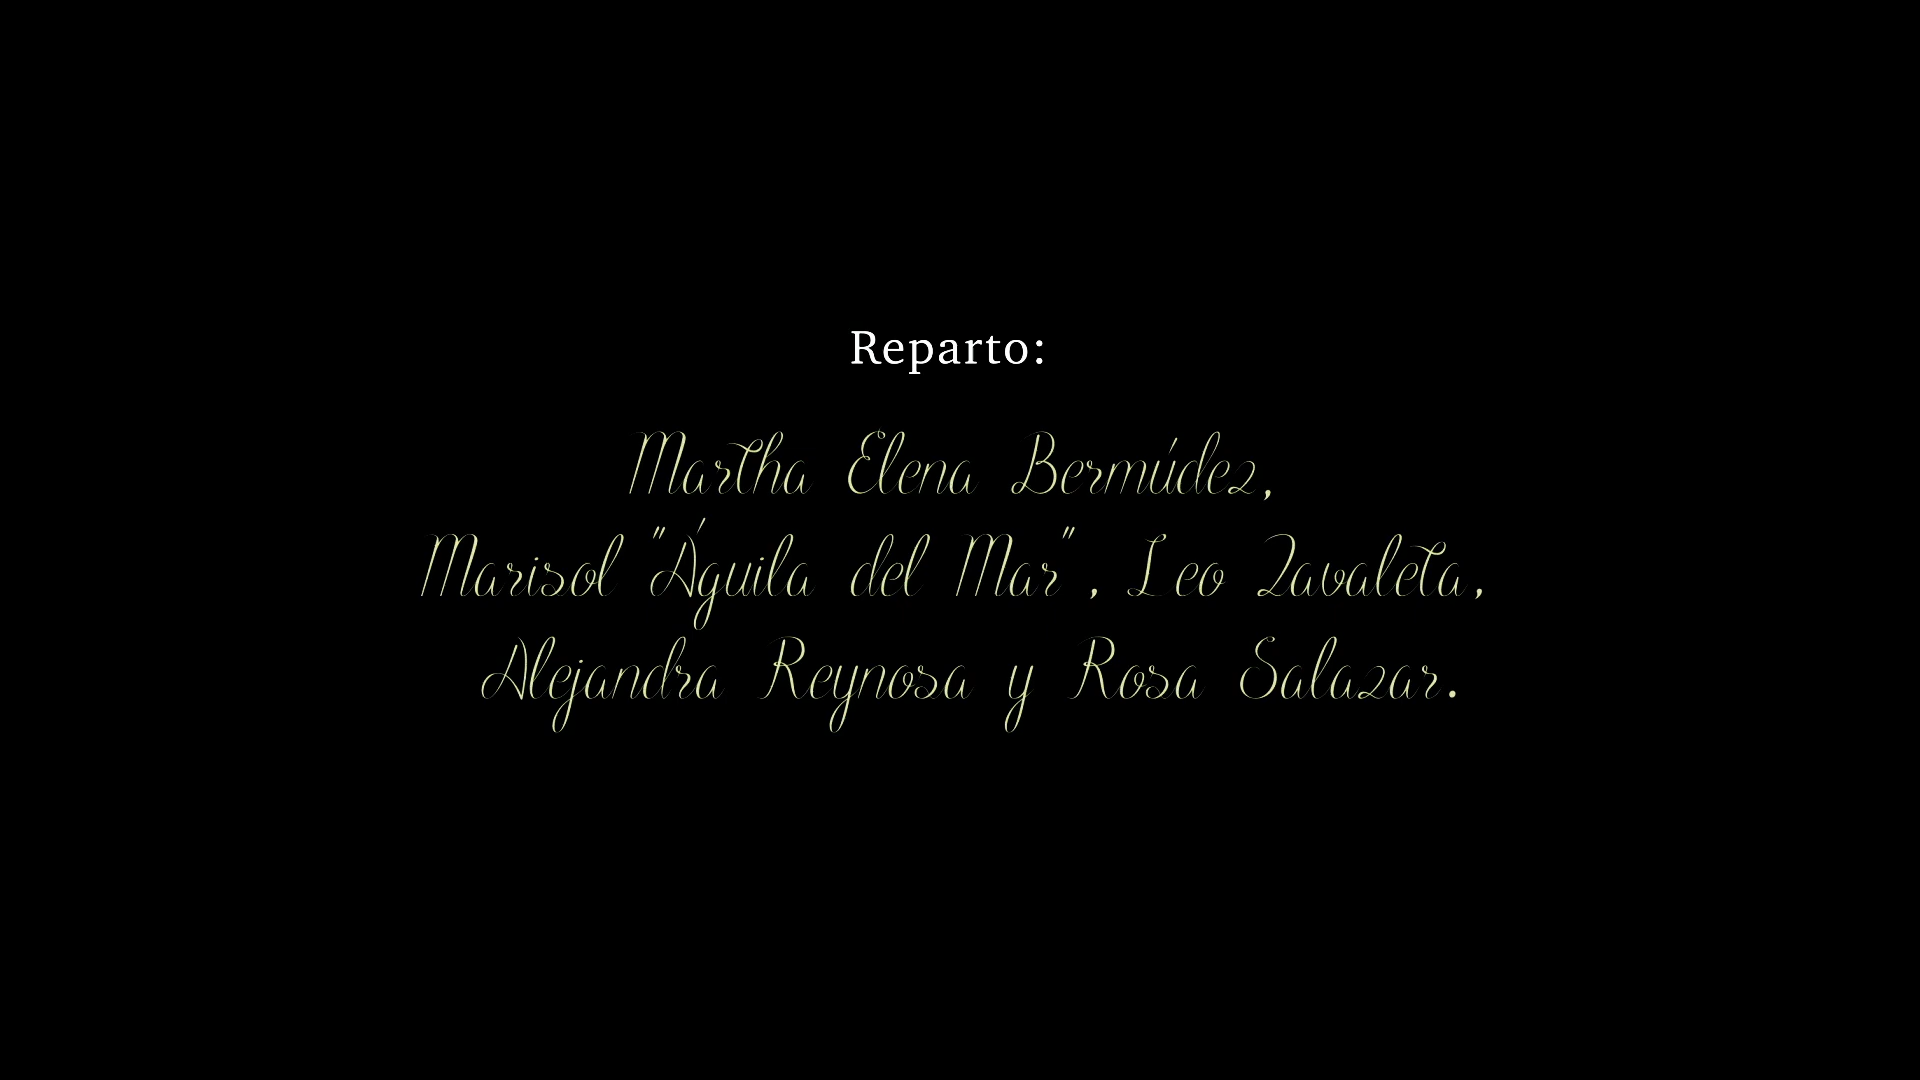 Reparto:
Martha Elena Bermúdez,
Marisol "Águila del Mar", Leo Zavaleta,
Alejandra Reynosa y Rosa Salazar.